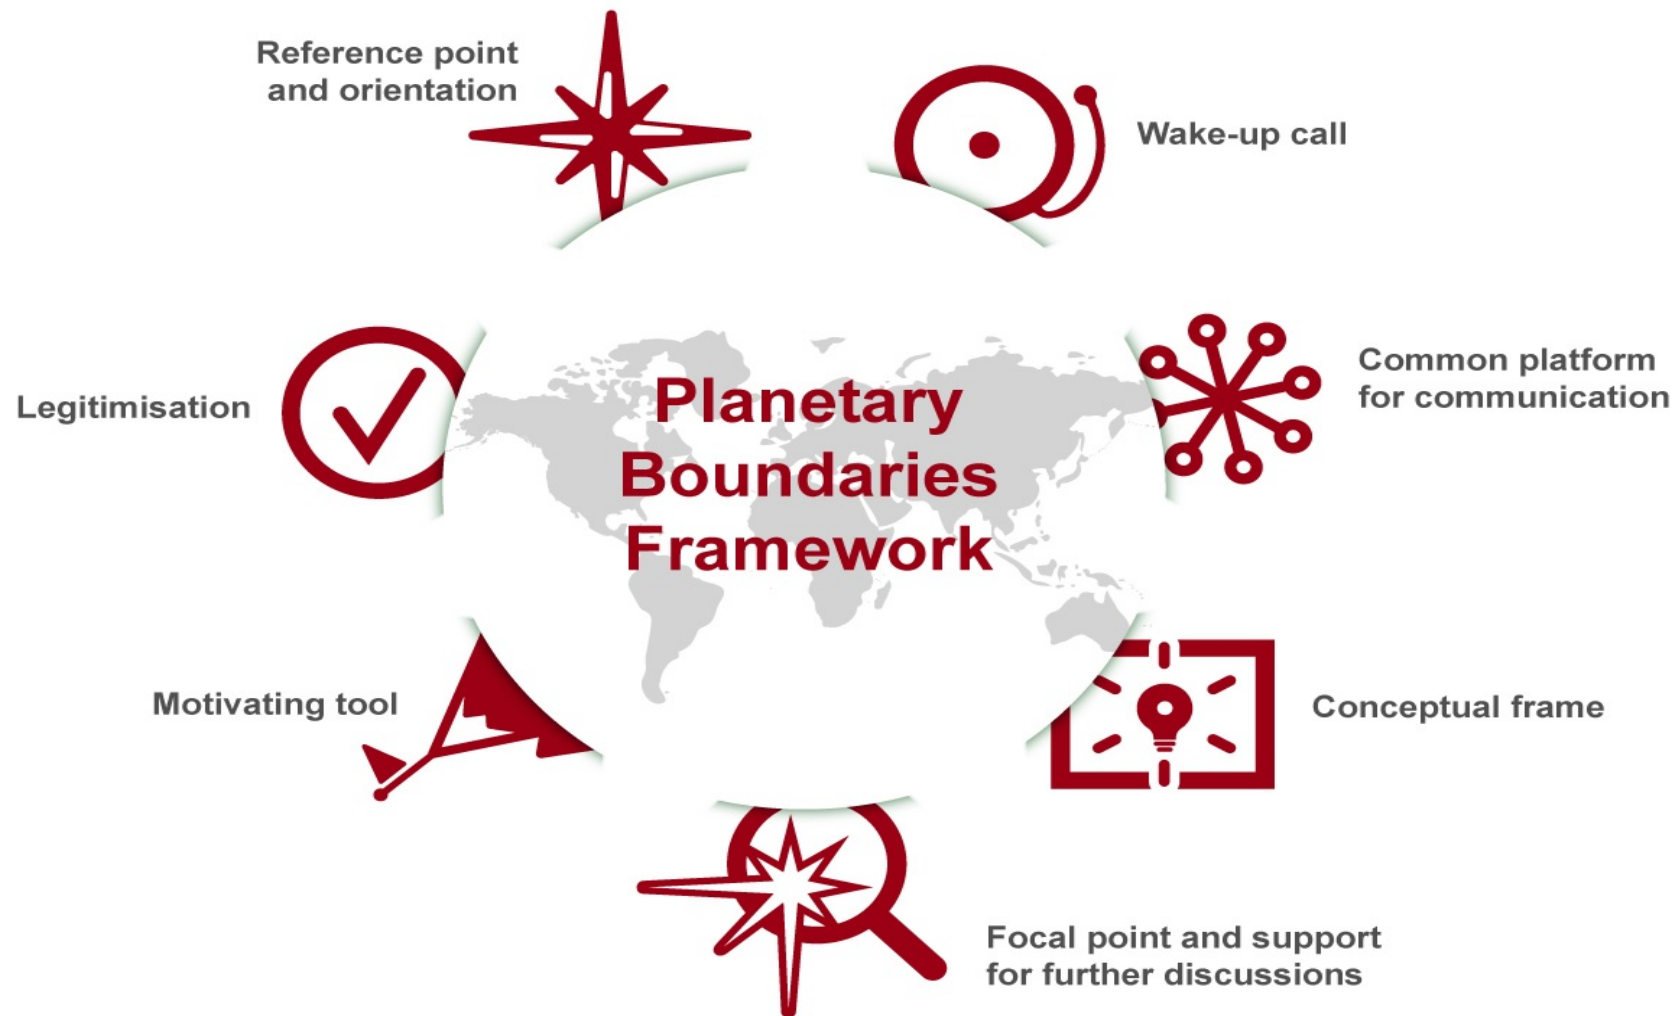 Reference point
and orientation
Wake-up call
Common platform
for communication
Legitimisation
Planetary
Boundaries
Framework
Motivating tool
Conceptual frame
Focal point and support
for further discussions